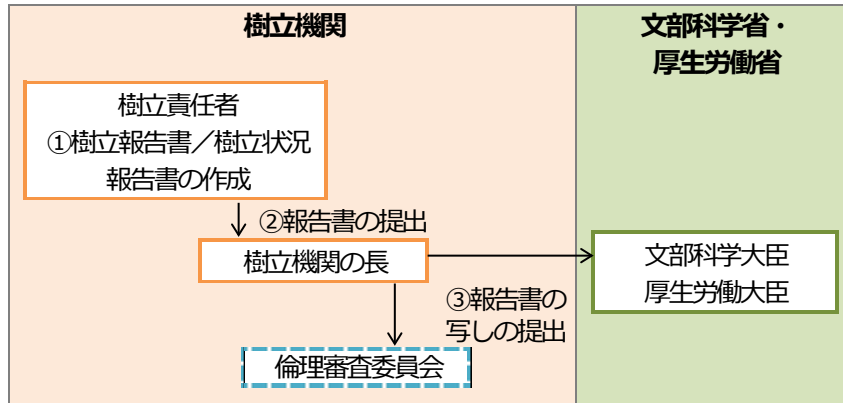 樹立機関
文部科学省・
厚生労働省
樹立責任者
①樹立報告書／樹立状況
報告書の作成
②報告書の提出
樹立機関の長
文部科学大臣
厚生労働大臣
③報告書の
写しの提出
倫理審査委員会